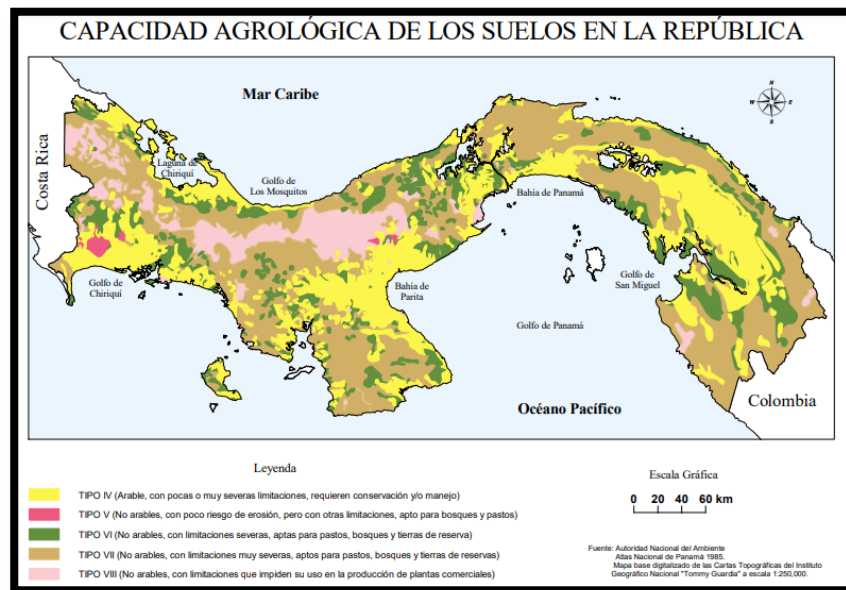 CAPACIDAD AGROLÓGICA DE LOS SUELOS EN LA REPÚBLICA
Mar Caribe
N
W
E
S
Costa Rica
Laguna de
Chiriquí
Golfo de
Los Mosquitos
Bahía de Panamá
Golfo de
Chiriquí
Bahía de
Parita
Golfo de
San Miguel
Golfo de Panamá
Océano Pacífico
Colombia
Leyenda
TIPO IV (Arable, con pocas o muy severas limitaciones, requieren conservación y/o manejo)
TIPO V (No arables, con poco riesgo de erosión, pero con otras limitaciones, apto para bosques y pastos)
TIPO VI (No arables, con limitaciones severas, aptas para pastos, bosques y tierras de reserva)
TIPO VII (No arables, con limitaciones muy severas, aptos para pastos, bosques y tierras de reservas)
TIPO VIII (No arables, con limitaciones que impiden su uso en la producción de plantas comerciales)
Escala Gráfica
0 20 40 60 km
Fuente: Autoridad Nacional del Ambiente
Atlas Nacional de Panamá 1985.
Mapa base digitalizado de las Cartas Topográficas del Instituto
Geográfico Nacional "Tommy Guardia" a escala 1:250,000.